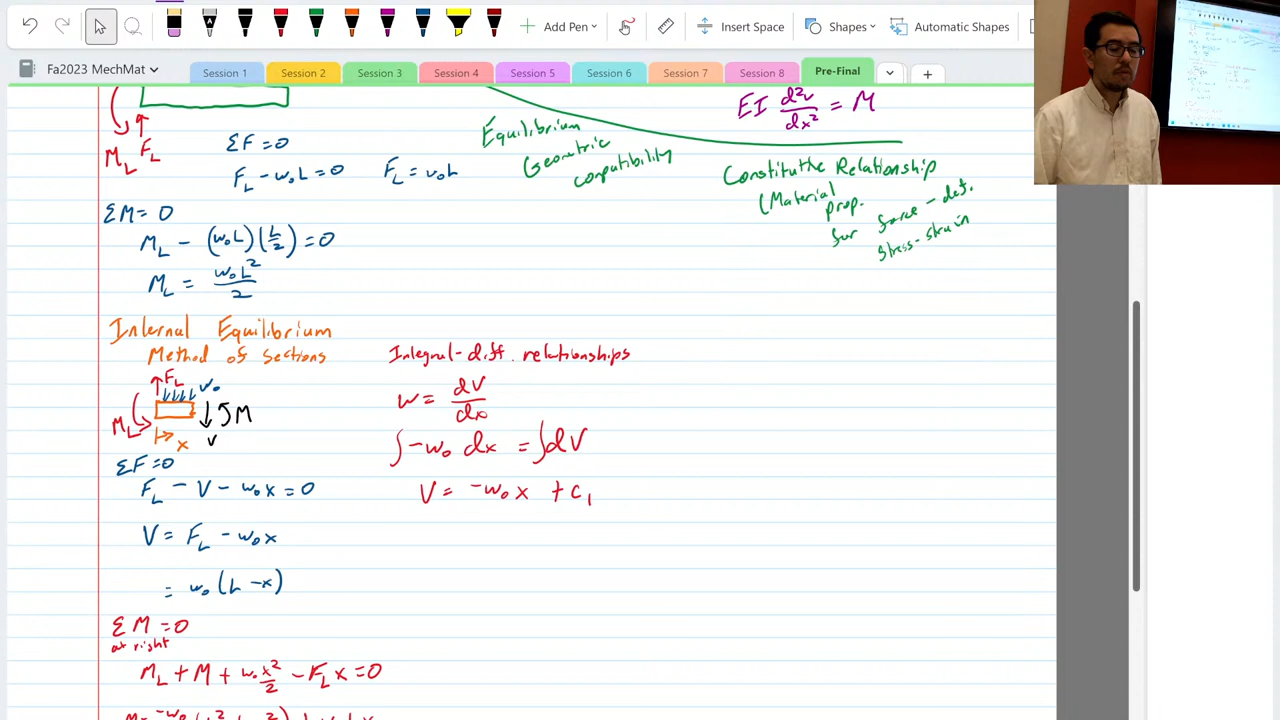 Add Pen
Insert Space
Shapes
Automatic Shapes
Fa2023 MechMat
Session 1
Session 2
Session 3
Session 4
Session 5
Session 6
Session 7
Session 8
Pre-Final
M_L F_L
ΣF=0
F_L - w₀L = 0
F_L = w₀L
ΣM = 0
M_L - (w₀L)(L/2) = 0
M_L = w₀L²/2
EI d²v/dx² = M
Equilibrium
Geometric
compatibility
Constitutive Relationship
(Material
prop.
for force - def.
stress-strain
Internal Equilibrium
Method of sections
F_L w₀
M_L M
x V
ΣF=0
F_L - V - w₀x = 0
V = F_L - w₀x
= w₀(L-x)
ΣM = 0
at right
M_L + M + w₀x²/2 - F_L x = 0
Integral-diff. relationships
w = dV/dx
∫-w₀ dx = ∫dV
V = -w₀x + c₁